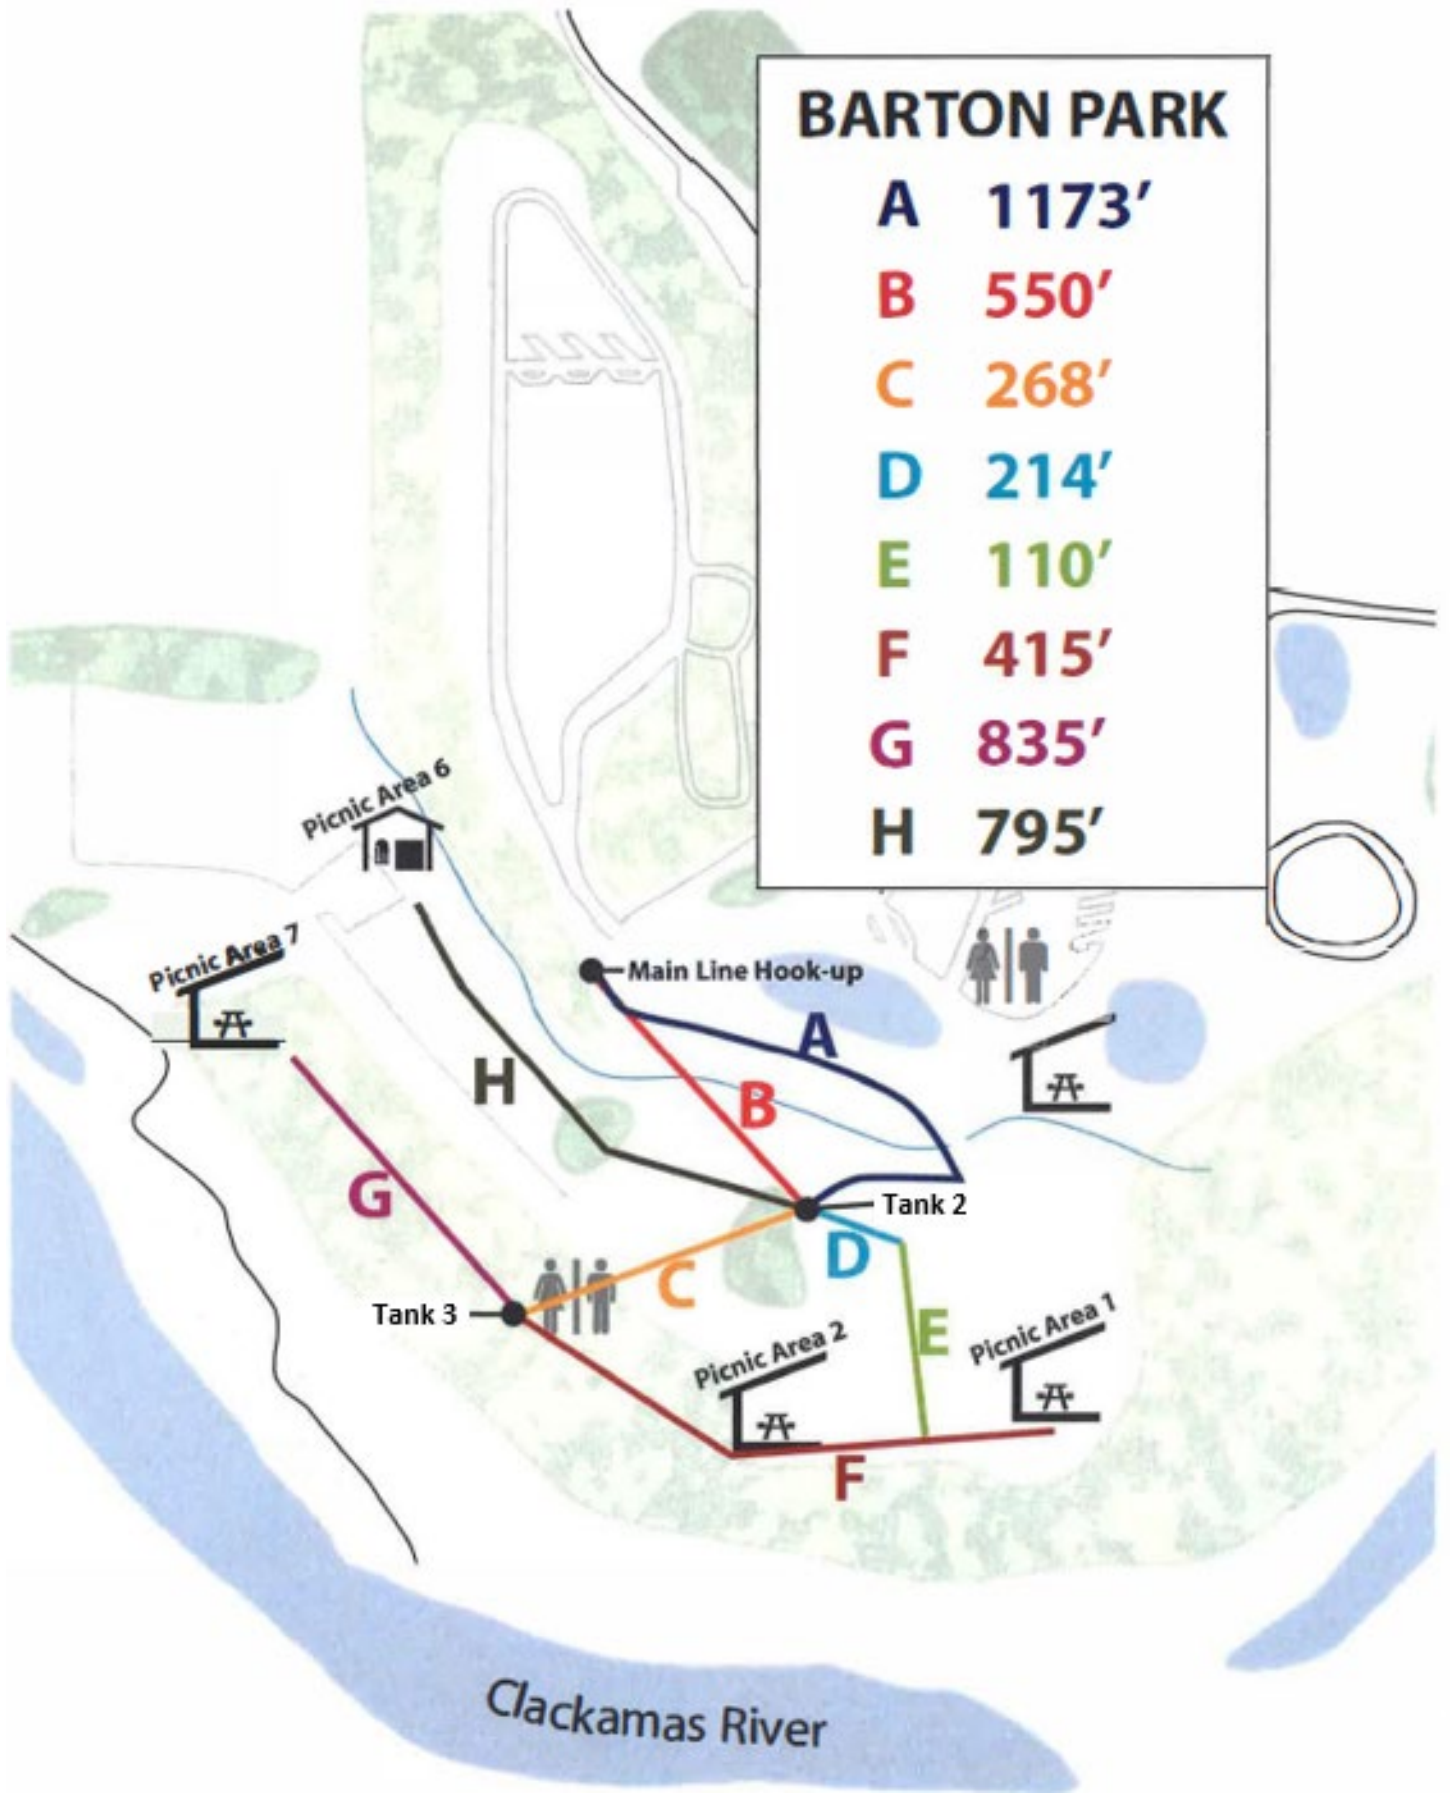 BARTON PARK
A 1173′
B 550′
C 268′
D 214′
E 110′
F 415′
G 835′
H 795′
Picnic Area 6
Picnic Area 7
Main Line Hook-up
A
H
B
G
Tank 2
D
C
Tank 3
E
Picnic Area 1
Picnic Area 2
F
Clackamas River